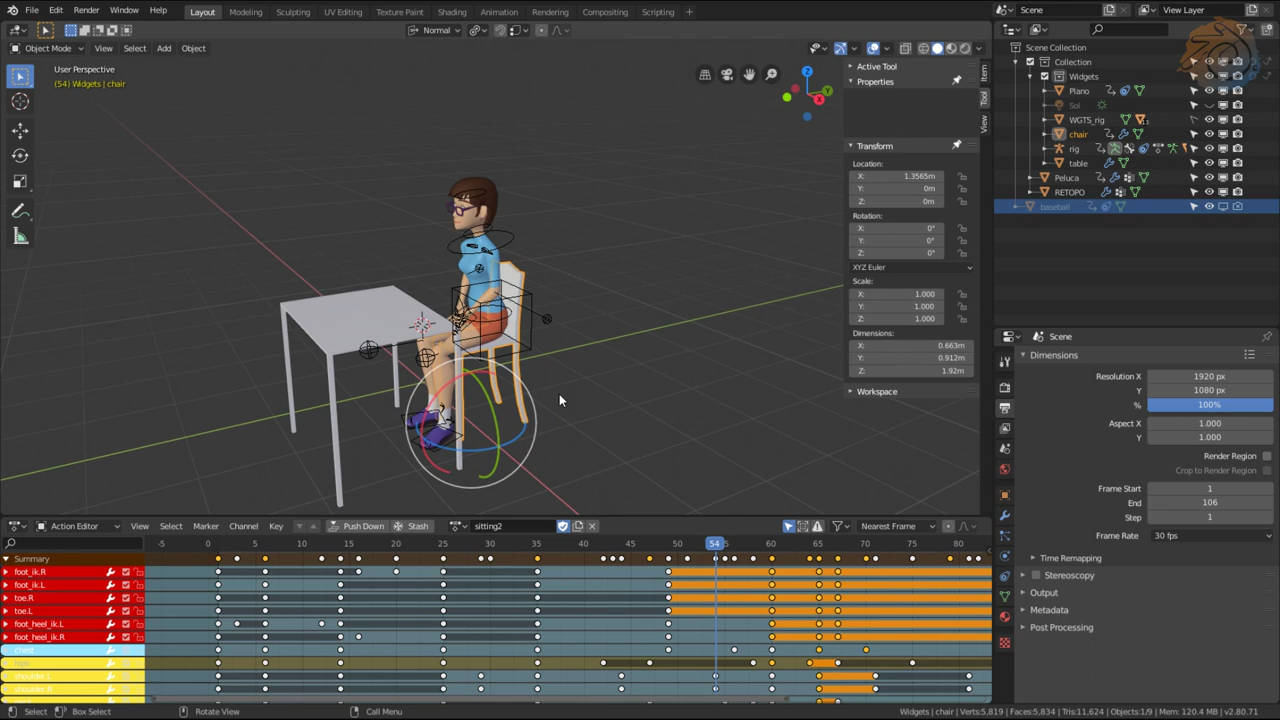 File Edit Render Window Help Layout Modeling Sculpting UV Editing Texture Paint Shading Animation Rendering Compositing Scripting + Scene View Layer
Normal
Object Mode View Select Add Object
User Perspective
(54) Widgets | chair
Active Tool
Properties
Transform
Location:
X: 1.3565m
Y: 0m
Z: 0m
Rotation:
X: 0°
Y: 0°
Z: 0°
XYZ Euler
Scale:
X: 1.000
Y: 1.000
Z: 1.000
Dimensions:
X: 0.663m
Y: 0.912m
Z: 1.92m
Workspace
Item
Tool
View
Z
Y
X
Scene Collection
Collection
Widgets
Plano
Sol
WGTS_rig
chair
rig
table
Peluca
RETOPO
baseball
Scene
Dimensions
Resolution X 1920 px
Y 1080 px
% 100%
Aspect X 1.000
Y 1.000
Render Region
Crop to Render Region
Frame Start 1
End 106
Step 1
Frame Rate 30 fps
Time Remapping
Stereoscopy
Output
Metadata
Post Processing
Action Editor View Select Marker Channel Key Push Down Stash sitting2 Nearest Frame
-5 0 5 10 15 20 25 30 35 40 45 50 54 60 65 70 75 80
Summary
foot_ik.R
foot_ik.L
toe.R
toe.L
foot_heel_ik.L
foot_heel_ik.R
chest
hips
shoulder.L
shoulder.R
Select Box Select Rotate View Call Menu Widgets | chair | Verts:5,819 | Faces:5,834 | Tris:11,624 | Objects:1/9 | Mem: 120.4 MB | v2.80.71